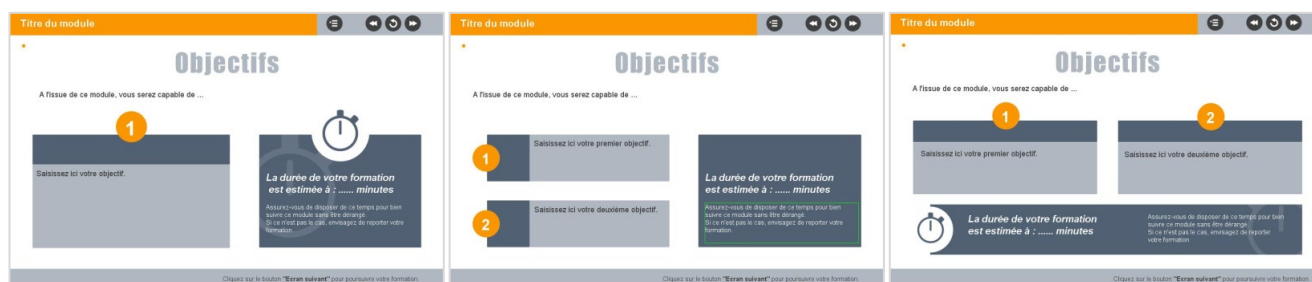 Titre du module
Objectifs
A l'issue de ce module, vous serez capable de ...
1
Saisissez ici votre objectif.
La durée de votre formation
est estimée à : ...... minutes
Assurez-vous de disposer de ce temps pour bien
suivre ce module sans être dérangé.
Si ce n'est pas le cas, envisagez de reporter votre
formation.
Cliquez sur le bouton "Ecran suivant" pour poursuivre votre formation.
Titre du module
Objectifs
A l'issue de ce module, vous serez capable de ...
1
Saisissez ici votre premier objectif.
2
Saisissez ici votre deuxième objectif.
La durée de votre formation
est estimée à : ...... minutes
Assurez-vous de disposer de ce temps pour bien
suivre ce module sans être dérangé.
Si ce n'est pas le cas, envisagez de reporter votre
formation.
Cliquez sur le bouton "Ecran suivant" pour poursuivre votre formation.
Titre du module
Objectifs
A l'issue de ce module, vous serez capable de ...
1
Saisissez ici votre premier objectif.
2
Saisissez ici votre deuxième objectif.
La durée de votre formation
est estimée à : ...... minutes
Assurez-vous de disposer de ce temps pour bien
suivre ce module sans être dérangé.
Si ce n'est pas le cas, envisagez de reporter
votre formation.
Cliquez sur le bouton "Ecran suivant" pour poursuivre votre formation.